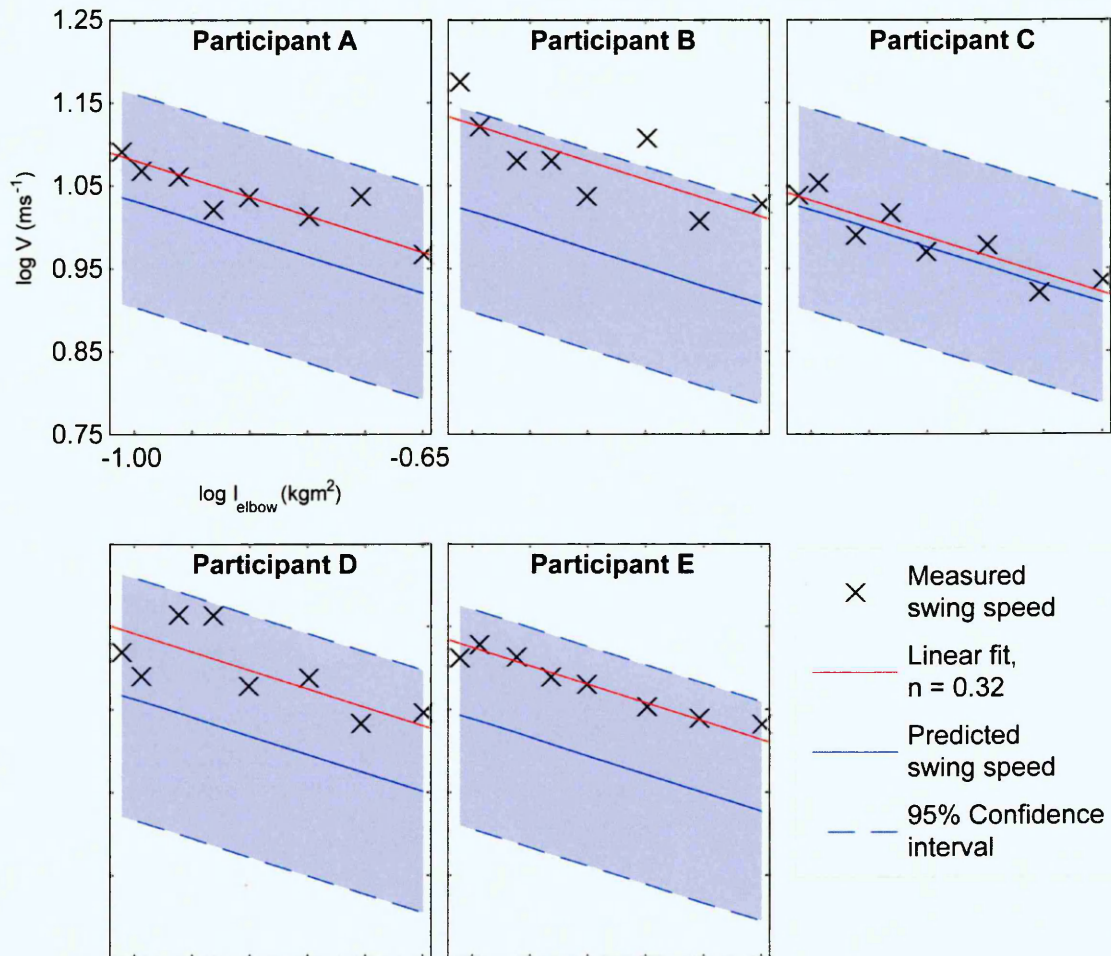 Participant A
Participant B
Participant C
1.25
1.15
1.05
0.95
0.85
0.75
log V (ms⁻¹)
-1.00
-0.65
log I_elbow (kgm²)
Participant D
Participant E
Measured
swing speed
Linear fit,
n = 0.32
Predicted
swing speed
95% Confidence
interval